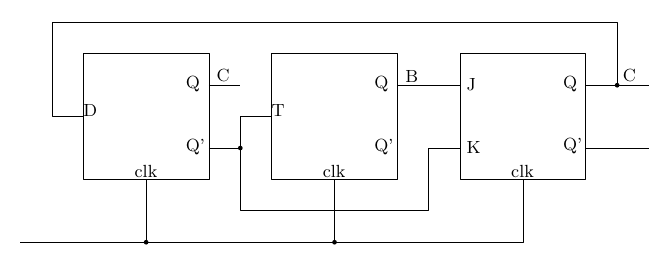 C B C
Q Q J Q
D T
Q' Q' K Q'
clk clk clk